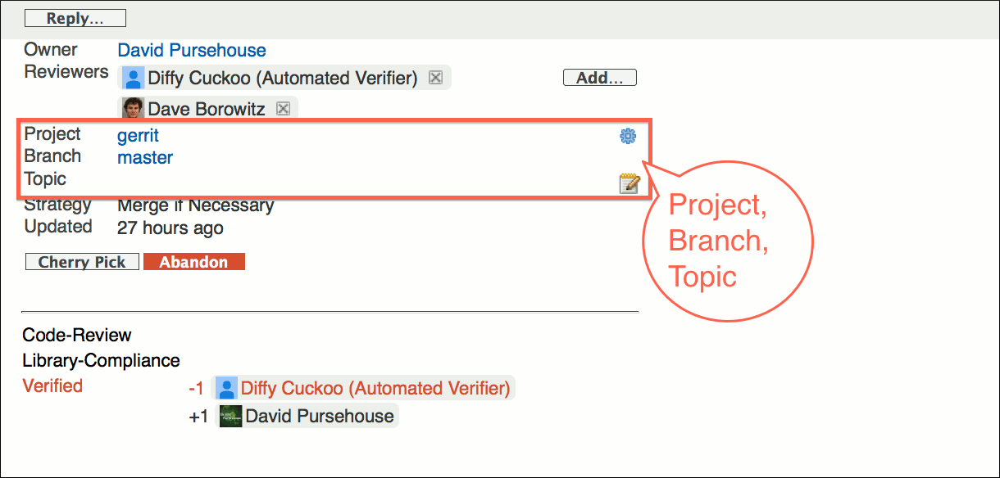 Reply...
Owner David Pursehouse
Reviewers Diffy Cuckoo (Automated Verifier) Add...
Dave Borowitz
Project gerrit
Branch master
Topic
Strategy Merge if Necessary
Updated 27 hours ago
Project,
Branch,
Topic
Cherry Pick Abandon
Code-Review
Library-Compliance
Verified -1 Diffy Cuckoo (Automated Verifier)
+1 David Pursehouse